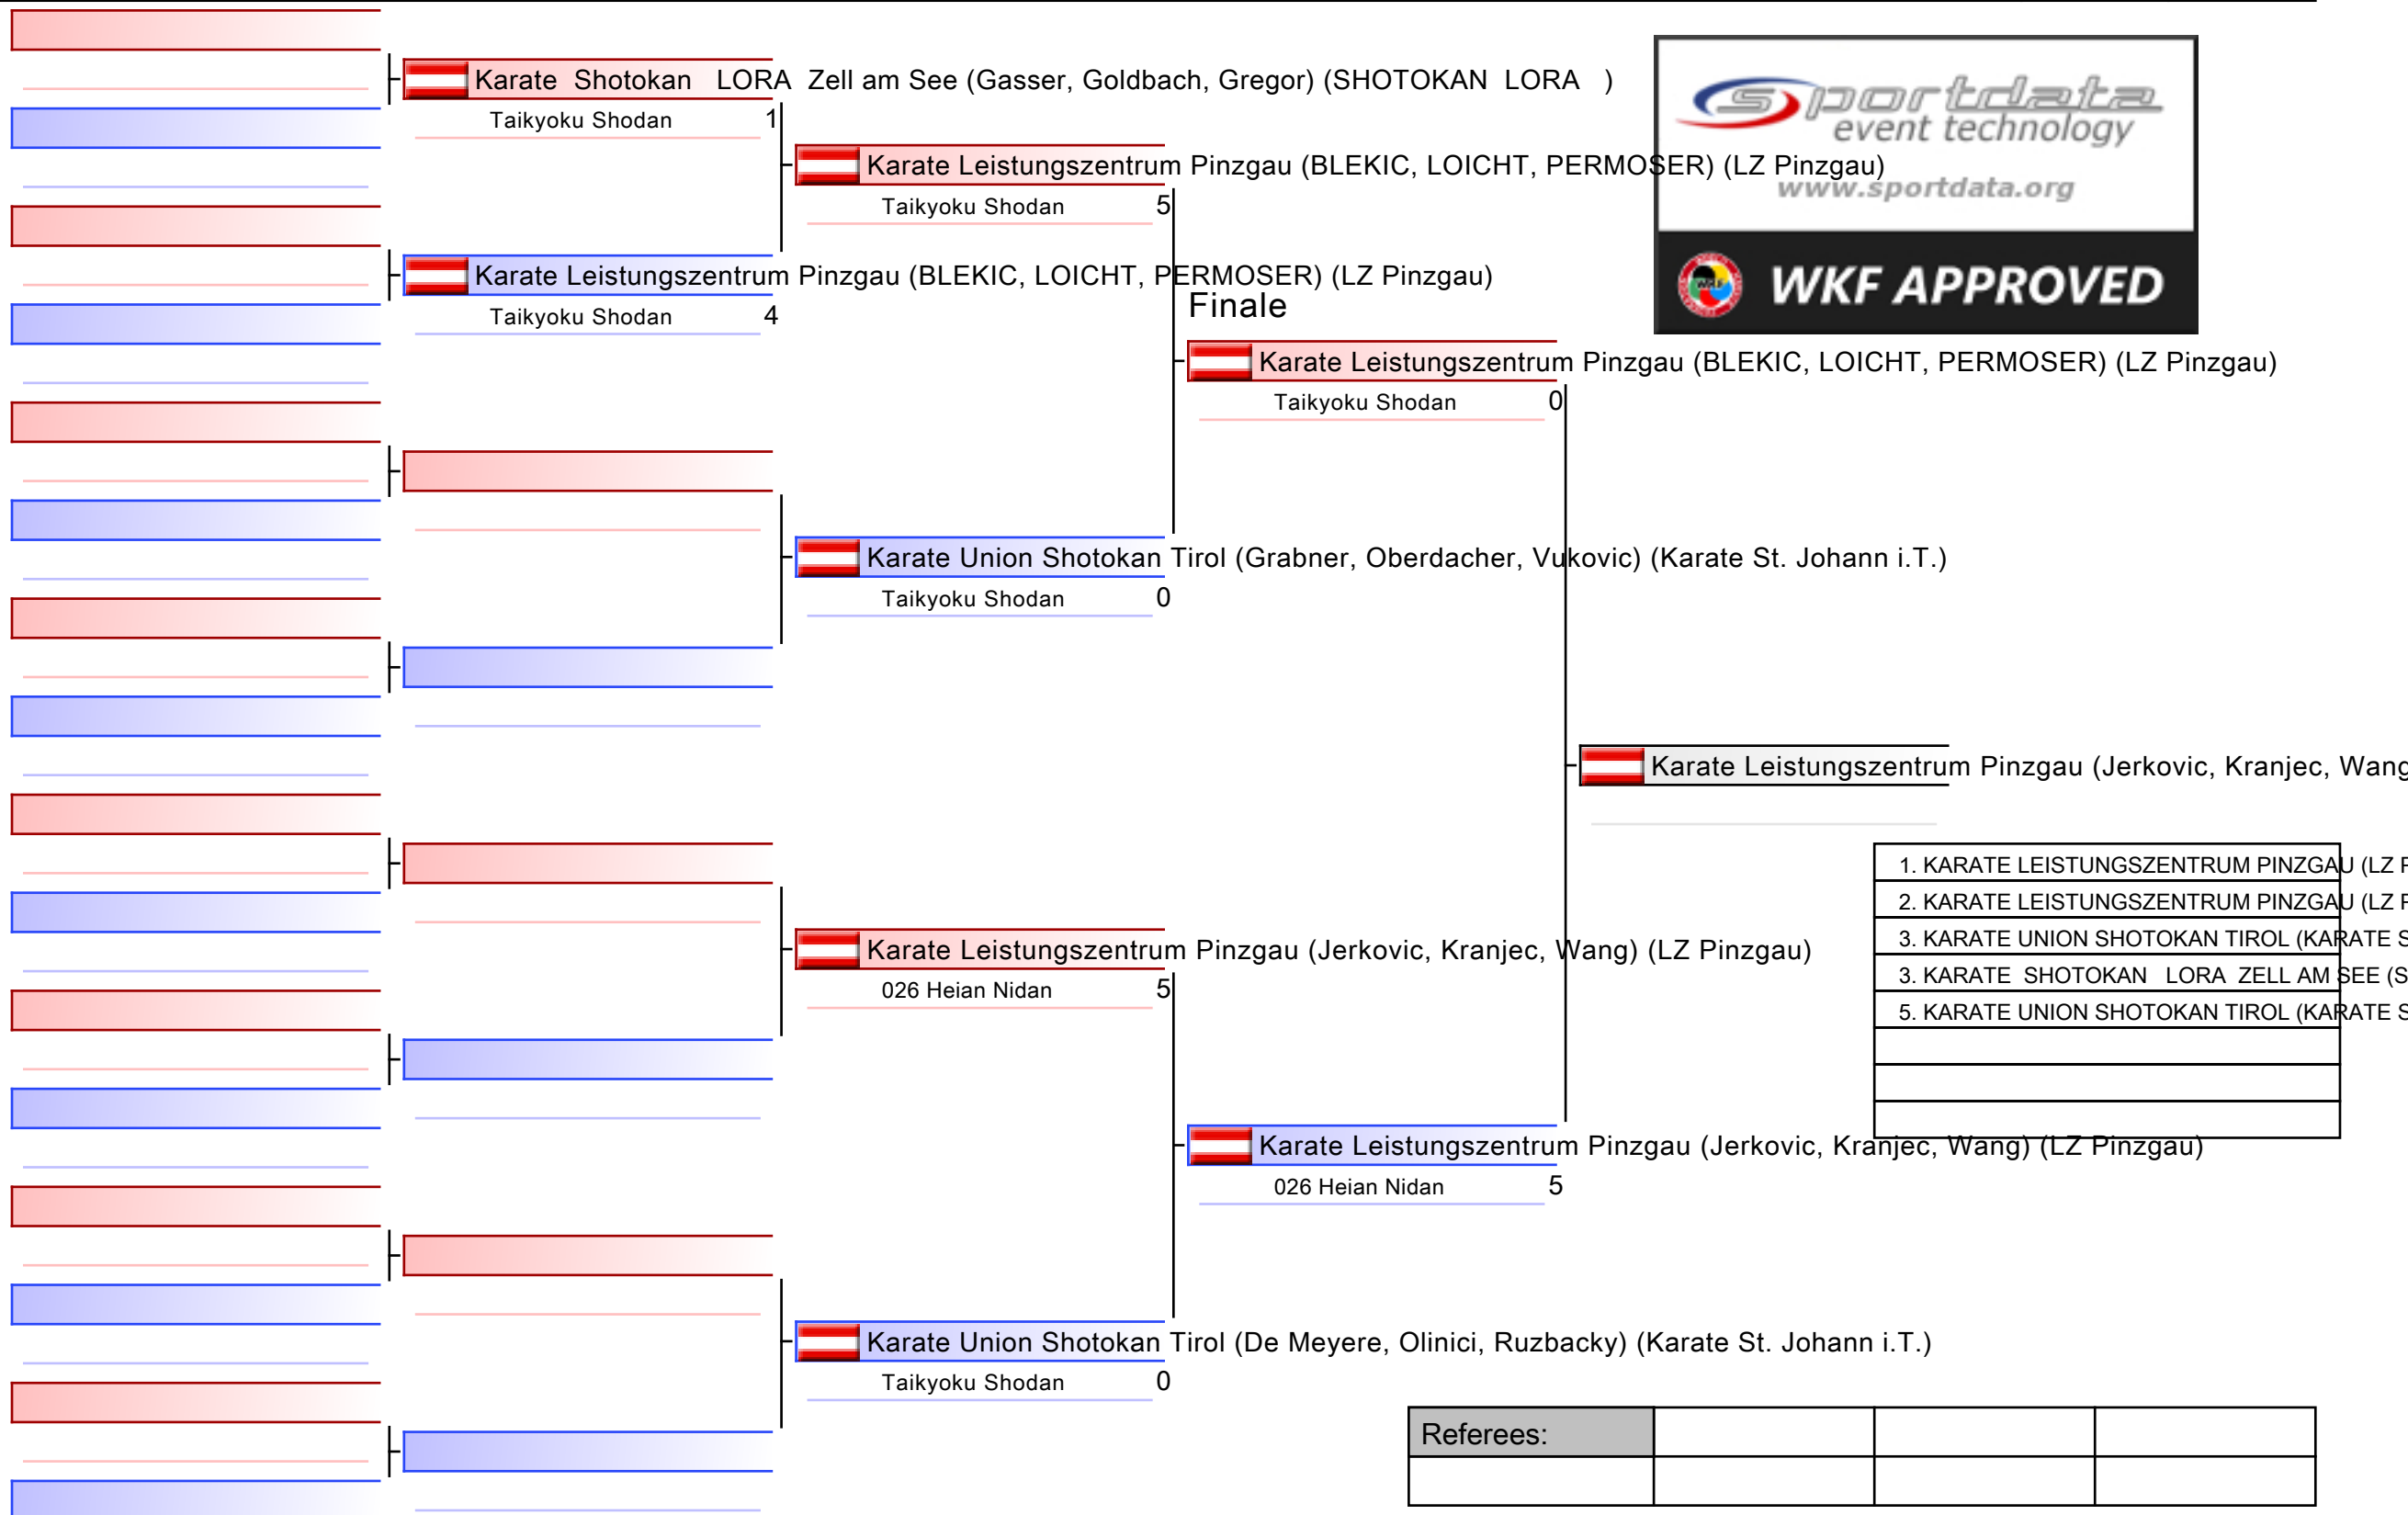 Karate  Shotokan   LORA  Zell am See (Gasser, Goldbach, Gregor) (SHOTOKAN  LORA   )
Taikyoku Shodan 1
Karate Leistungszentrum Pinzgau (BLEKIC, LOICHT, PERMOSER) (LZ Pinzgau)
Taikyoku Shodan 5
sportdata
event technology
www.sportdata.org
WKF APPROVED
Karate Leistungszentrum Pinzgau (BLEKIC, LOICHT, PERMOSER) (LZ Pinzgau)
Taikyoku Shodan 4
Finale
Karate Leistungszentrum Pinzgau (BLEKIC, LOICHT, PERMOSER) (LZ Pinzgau)
Taikyoku Shodan 0
Karate Union Shotokan Tirol (Grabner, Oberdacher, Vukovic) (Karate St. Johann i.T.)
Taikyoku Shodan 0
Karate Leistungszentrum Pinzgau (Jerkovic, Kranjec, Wang
1. KARATE LEISTUNGSZENTRUM PINZGAU (LZ
2. KARATE LEISTUNGSZENTRUM PINZGAU (LZ
3. KARATE UNION SHOTOKAN TIROL (KARATE S
3. KARATE  SHOTOKAN   LORA  ZELL AM SEE (S
5. KARATE UNION SHOTOKAN TIROL (KARATE S
Karate Leistungszentrum Pinzgau (Jerkovic, Kranjec, Wang) (LZ Pinzgau)
026 Heian Nidan 5
Karate Leistungszentrum Pinzgau (Jerkovic, Kranjec, Wang) (LZ Pinzgau)
026 Heian Nidan 5
Karate Union Shotokan Tirol (De Meyere, Olinici, Ruzbacky) (Karate St. Johann i.T.)
Taikyoku Shodan 0
Referees: